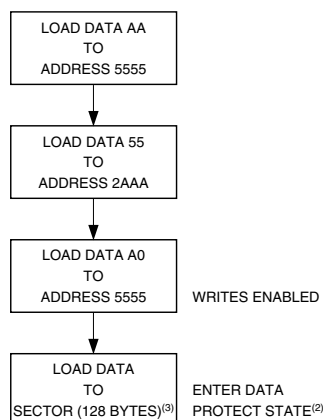 LOAD DATA AA
TO
ADDRESS 5555
LOAD DATA 55
TO
ADDRESS 2AAA
LOAD DATA A0
TO
ADDRESS 5555 WRITES ENABLED
LOAD DATA
TO ENTER DATA
SECTOR (128 BYTES)(3) PROTECT STATE(2)